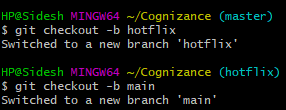 HP@Sidesh MINGW64 ~/Cognizance (master)
$ git checkout -b hotflix
Switched to a new branch 'hotflix'
HP@Sidesh MINGW64 ~/Cognizance (hotflix)
$ git checkout -b main
Switched to a new branch 'main'